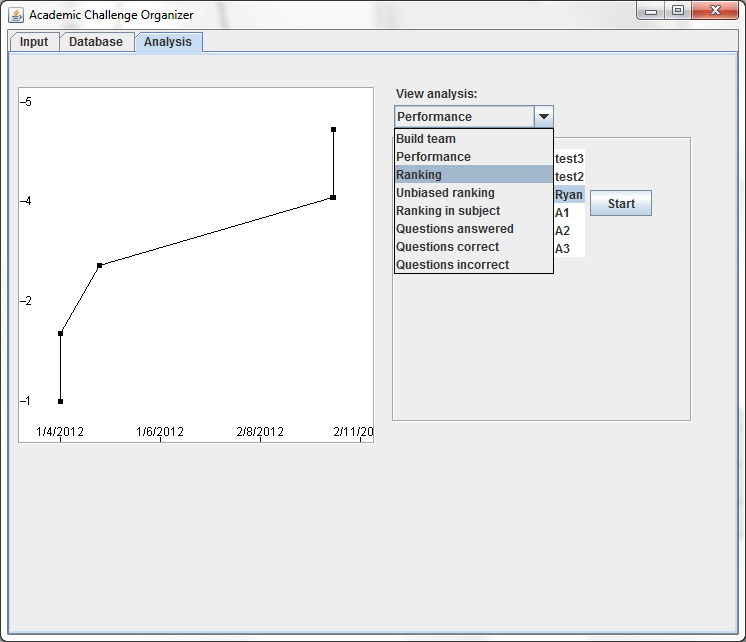 Academic Challenge Organizer
Input Database Analysis
View analysis:
Performance
Build team
Performance
Ranking
Unbiased ranking
Ranking in subject
Questions answered
Questions correct
Questions incorrect
test3
test2
Ryan
A1
A2
A3
Start
5
4
2
1
1/4/2012 1/6/2012 2/8/2012 2/11/20